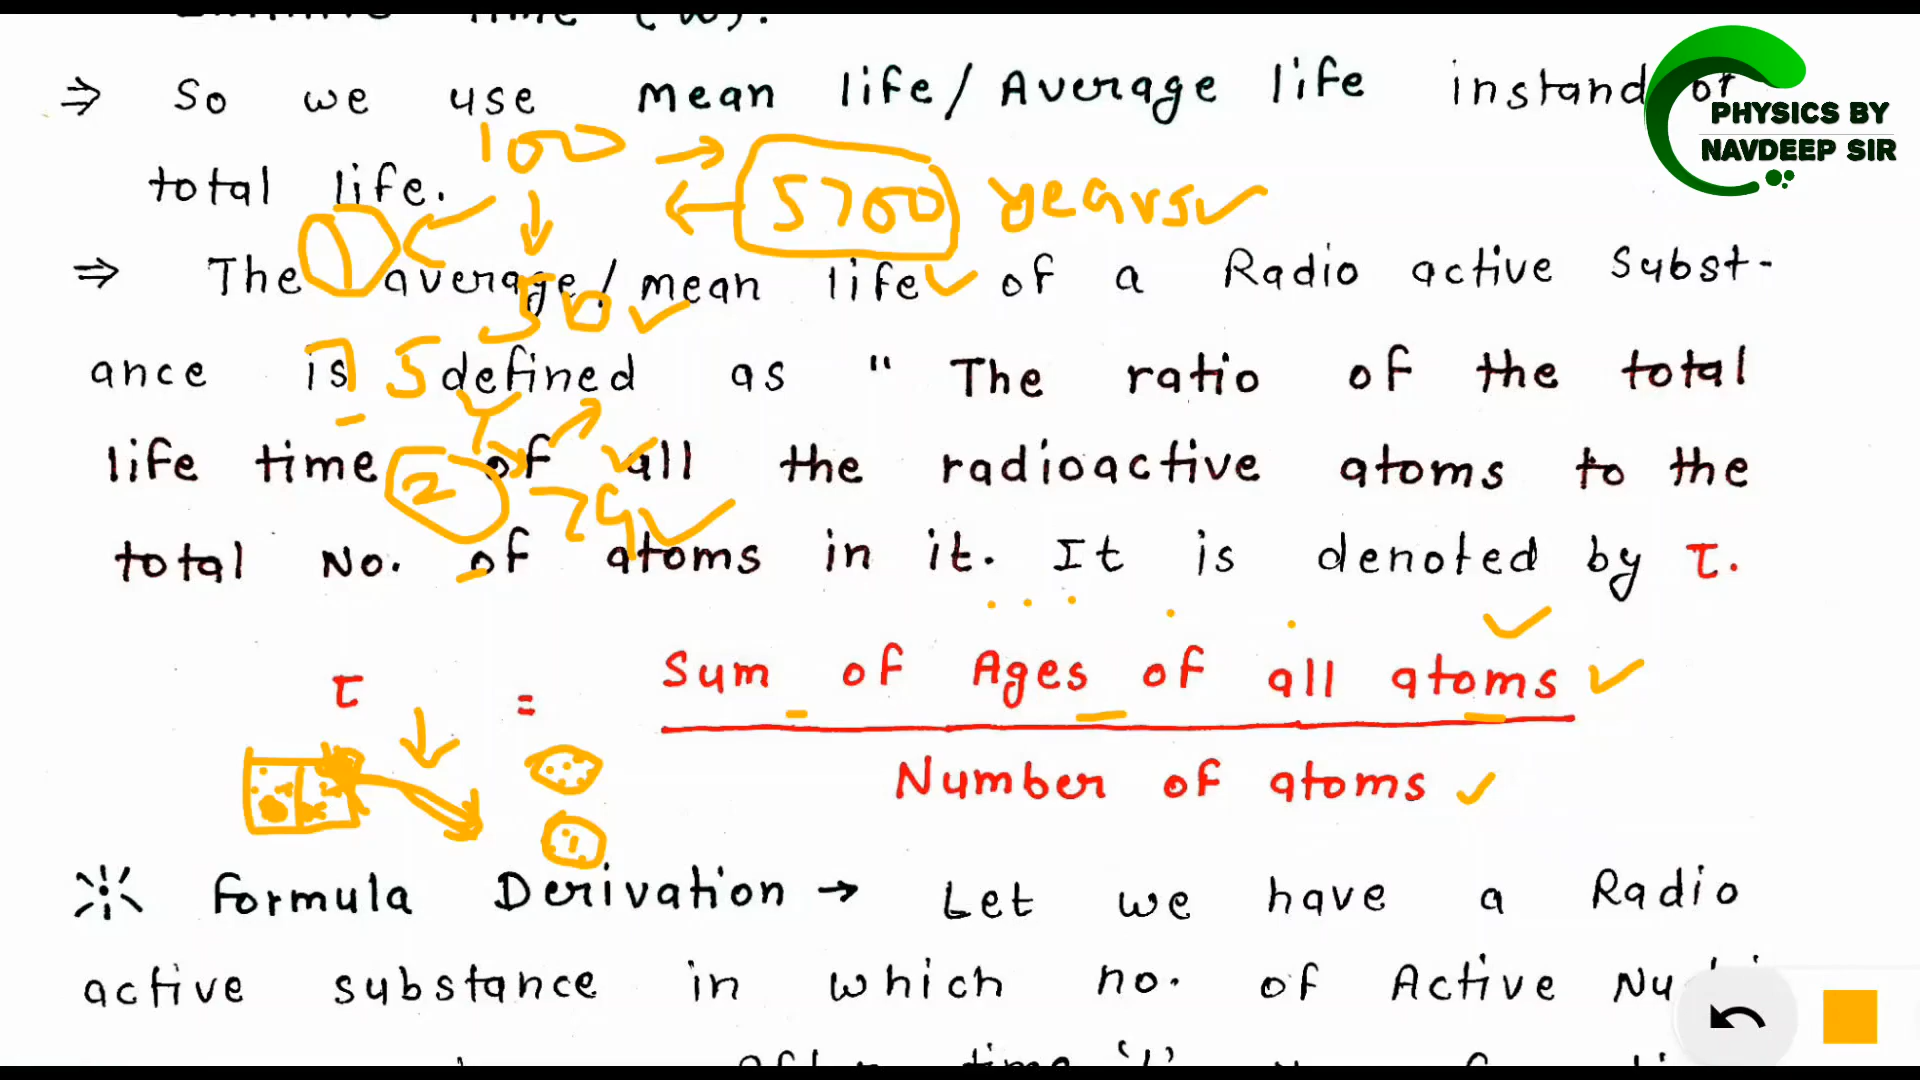 ⇒ So we use mean life/Average life instand of
total life.
⇒ The average/mean life of a Radio active Subst-
ance is defined as " The ratio of the total
life time of all the radioactive atoms to the
total No. of atoms in it. It is denoted by τ.
τ = Sum of Ages of all atoms
Number of atoms
Formula Derivation → Let we have a Radio
active substance in which no. of Active
100 → 5700 years
50
1
2
PHYSICS BY
NAVDEEP SIR